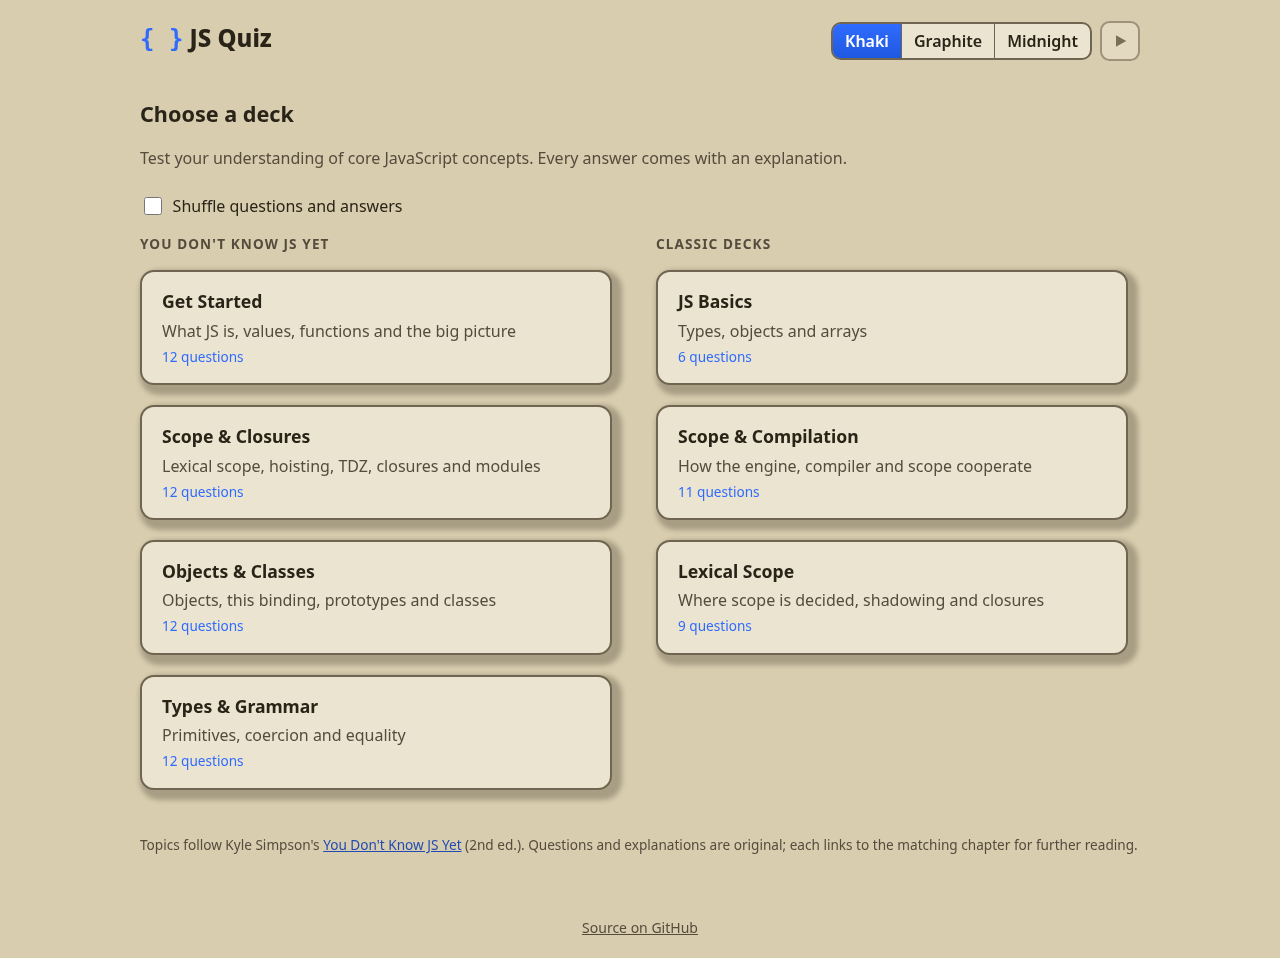 { } JS Quiz
Khaki Graphite Midnight
Choose a deck
Test your understanding of core JavaScript concepts. Every answer comes with an explanation.
Shuffle questions and answers
YOU DON'T KNOW JS YET
Get Started
What JS is, values, functions and the big picture
12 questions
Scope & Closures
Lexical scope, hoisting, TDZ, closures and modules
12 questions
Objects & Classes
Objects, this binding, prototypes and classes
12 questions
Types & Grammar
Primitives, coercion and equality
12 questions
CLASSIC DECKS
JS Basics
Types, objects and arrays
6 questions
Scope & Compilation
How the engine, compiler and scope cooperate
11 questions
Lexical Scope
Where scope is decided, shadowing and closures
9 questions
Topics follow Kyle Simpson's You Don't Know JS Yet (2nd ed.). Questions and explanations are original; each links to the matching chapter for further reading.
Source on GitHub